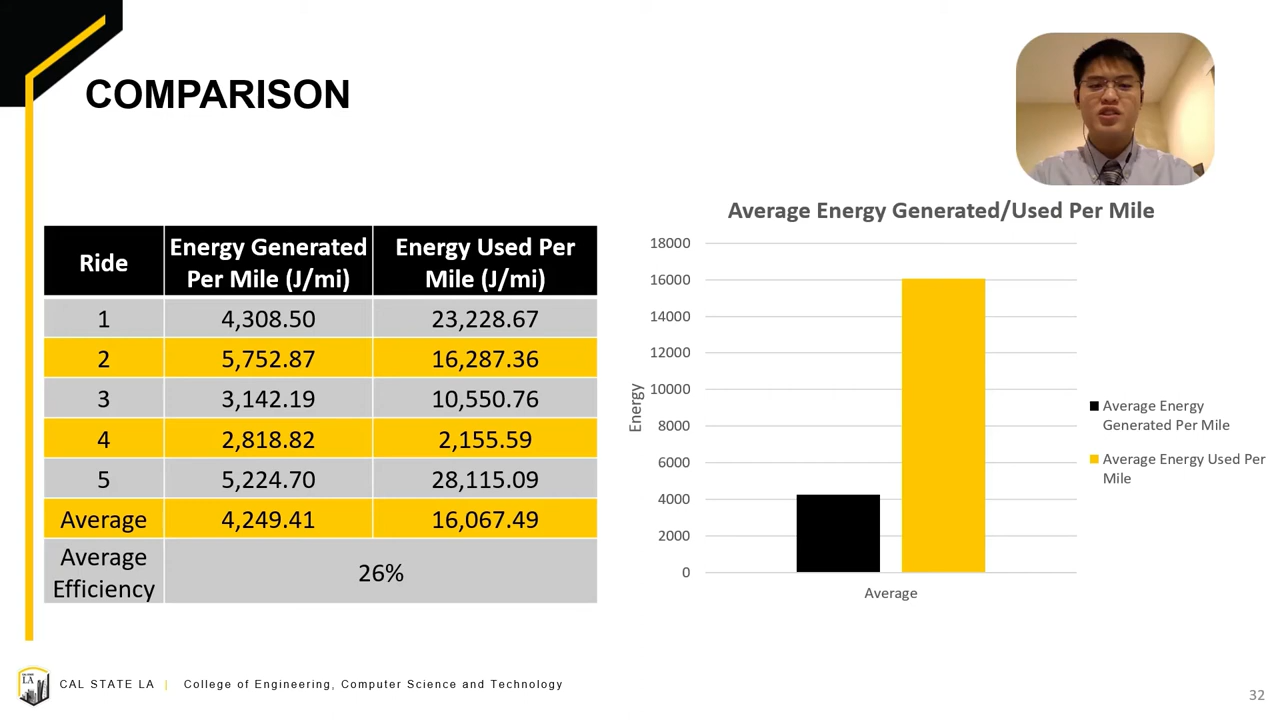 COMPARISON
Ride
Energy Generated
Per Mile (J/mi)
Energy Used Per
Mile (J/mi)
1
4,308.50
23,228.67
2
5,752.87
16,287.36
3
3,142.19
10,550.76
4
2,818.82
2,155.59
5
5,224.70
28,115.09
Average
4,249.41
16,067.49
Average
Efficiency
26%
Average Energy Generated/Used Per Mile
18000
16000
14000
12000
10000
8000
6000
4000
2000
0
Energy
Average
Average Energy
Generated Per Mile
Average Energy Used Per
Mile
LA
CAL STATE LA | College of Engineering, Computer Science and Technology
32